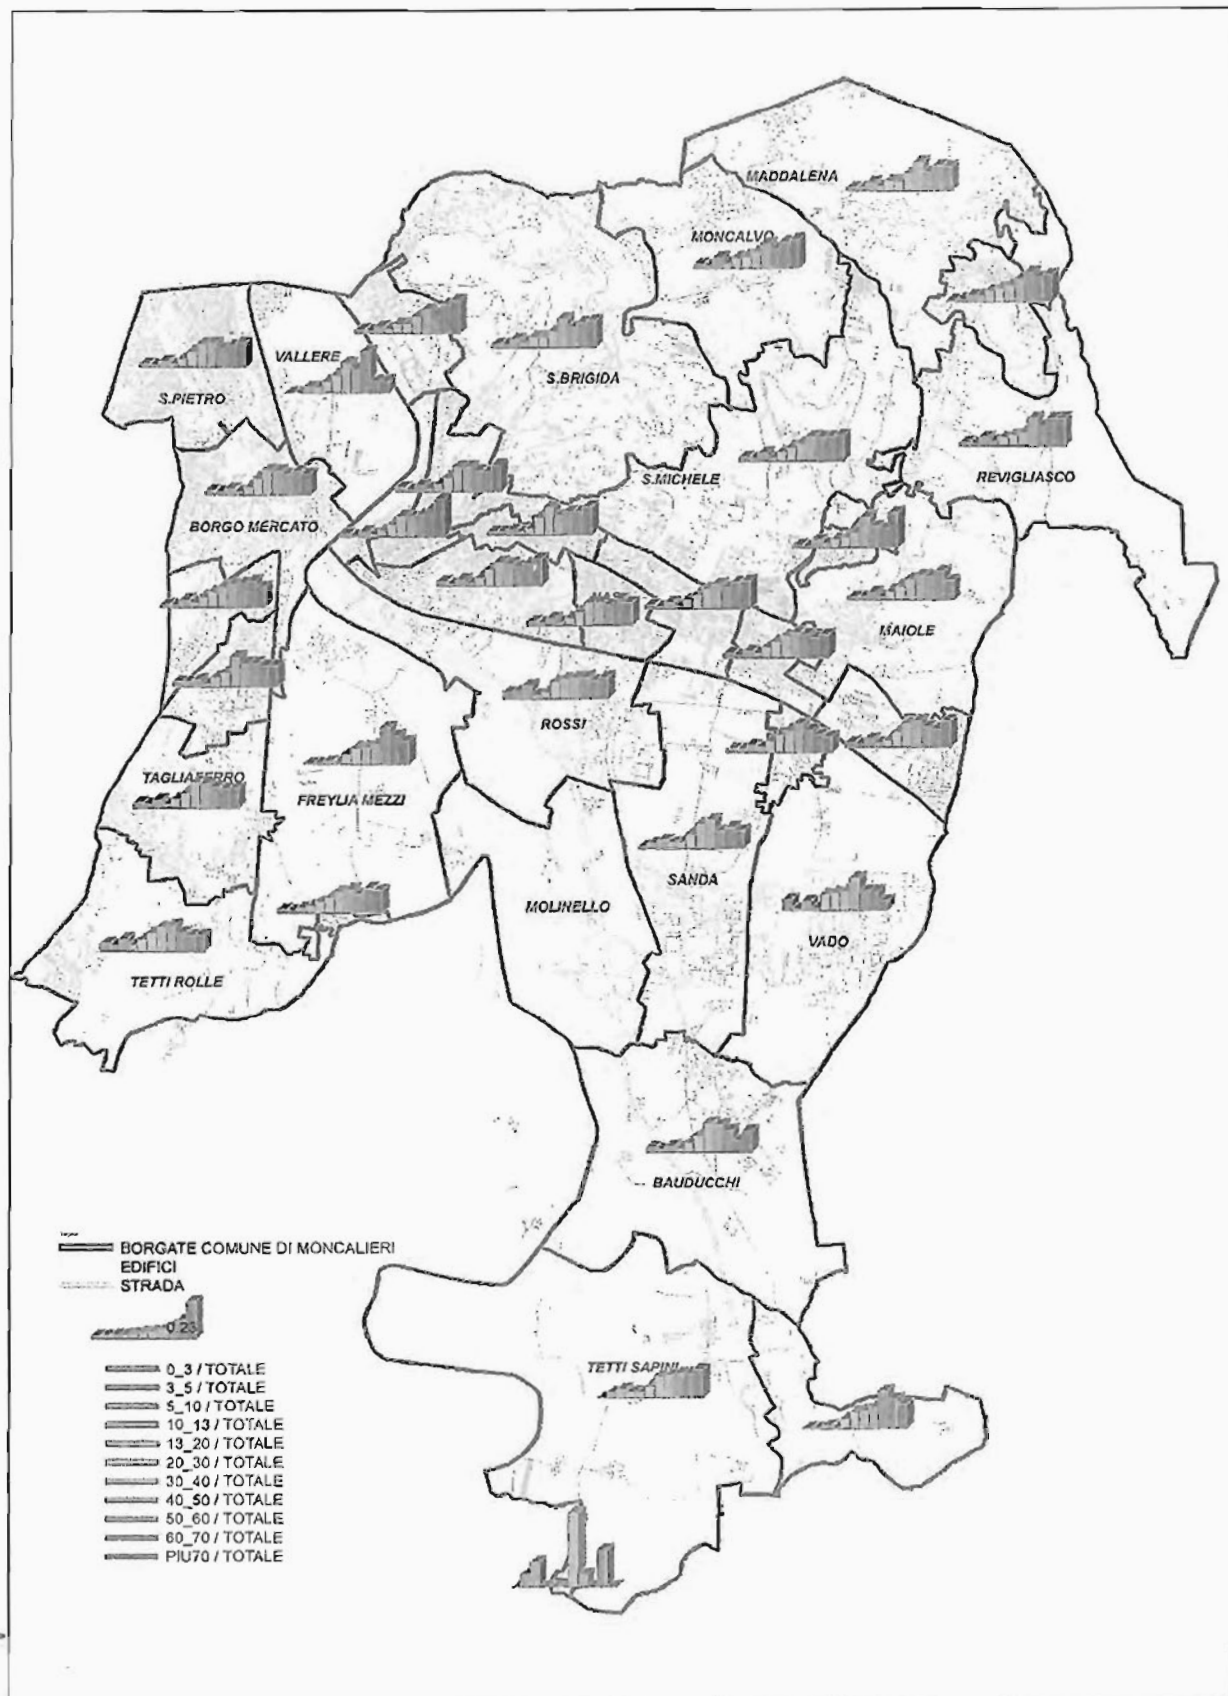 MADDALENA
MONCALVO
VALLERE
S.BRIGIDA
S.PIETRO
S.MICHELE
REVIGLIASCO
BORGO MERCATO
MAIOLE
ROSSI
TAGLIAFERRO
FREYLIA MEZZI
SANDA
MOLINELLO
VADO
TETTI ROLLE
BAUDUCCHI
BORGATE COMUNE DI MONCALIERI
EDIFICI
STRADA
0.23
TETTI SAPINI
0_3 / TOTALE
3_5 / TOTALE
5_10 / TOTALE
10_13 / TOTALE
13_20 / TOTALE
20_30 / TOTALE
30_40 / TOTALE
40_50 / TOTALE
50_60 / TOTALE
60_70 / TOTALE
PIU70 / TOTALE